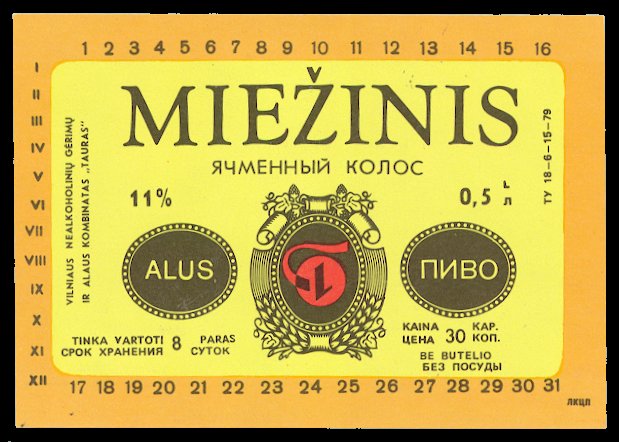 1 2 3 4 5 6 7 8 9 10 11 12 13 14 15 16
I
II
III
IV
V
VI
VII
VIII
IX
X
XI
XII
VILNIAUS NEALKOHOLINIŲ GĖRIMŲ
IR ALAUS KOMBINATAS „TAURAS"
MIEŽINIS
ЯЧМЕННЫЙ КОЛОС
11%
0,5 L
л
ТУ 18-6-15-79
ALUS
ПИВО
TINKA VARTOTI 8 PARAS
СРОК ХРАНЕНИЯ СУТОК
KAINA 30 KAP.
ЦЕНА КОП.
BE BUTELIO
БЕЗ ПОСУДЫ
17 18 19 20 21 22 23 24 25 26 27 28 29 30 31
ЛКЦП